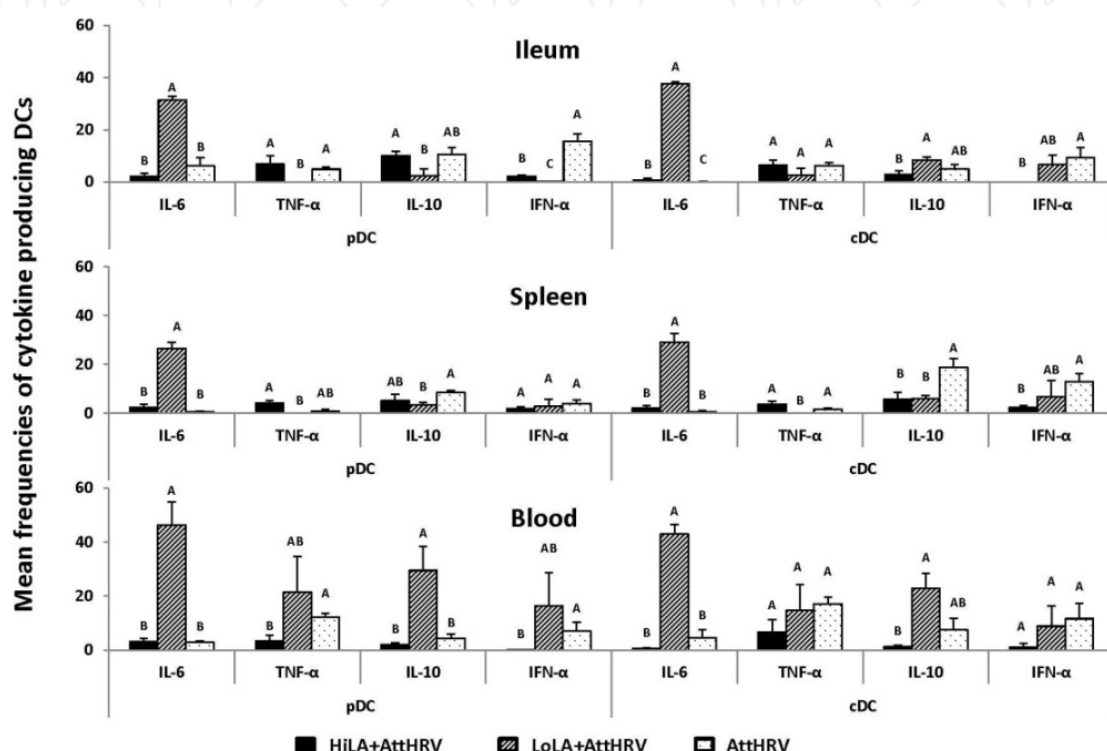 Mean frequencies of cytokine producing DCs
60
40
20
0
Ileum
B A B A B A A B AB B C A B A C A A A B A AB B AB A
IL-6 TNF-α IL-10 IFN-α IL-6 TNF-α IL-10 IFN-α
pDC cDC
60
40
20
0
Spleen
B A B A B AB AB B A A A A B A B A B A B B A B AB A
IL-6 TNF-α IL-10 IFN-α IL-6 TNF-α IL-10 IFN-α
pDC cDC
60
40
20
0
Blood
B A B B AB A B A B B AB A B A B A A A B A AB A A A
IL-6 TNF-α IL-10 IFN-α IL-6 TNF-α IL-10 IFN-α
pDC cDC
HiLA+AttHRV LoLA+AttHRV AttHRV